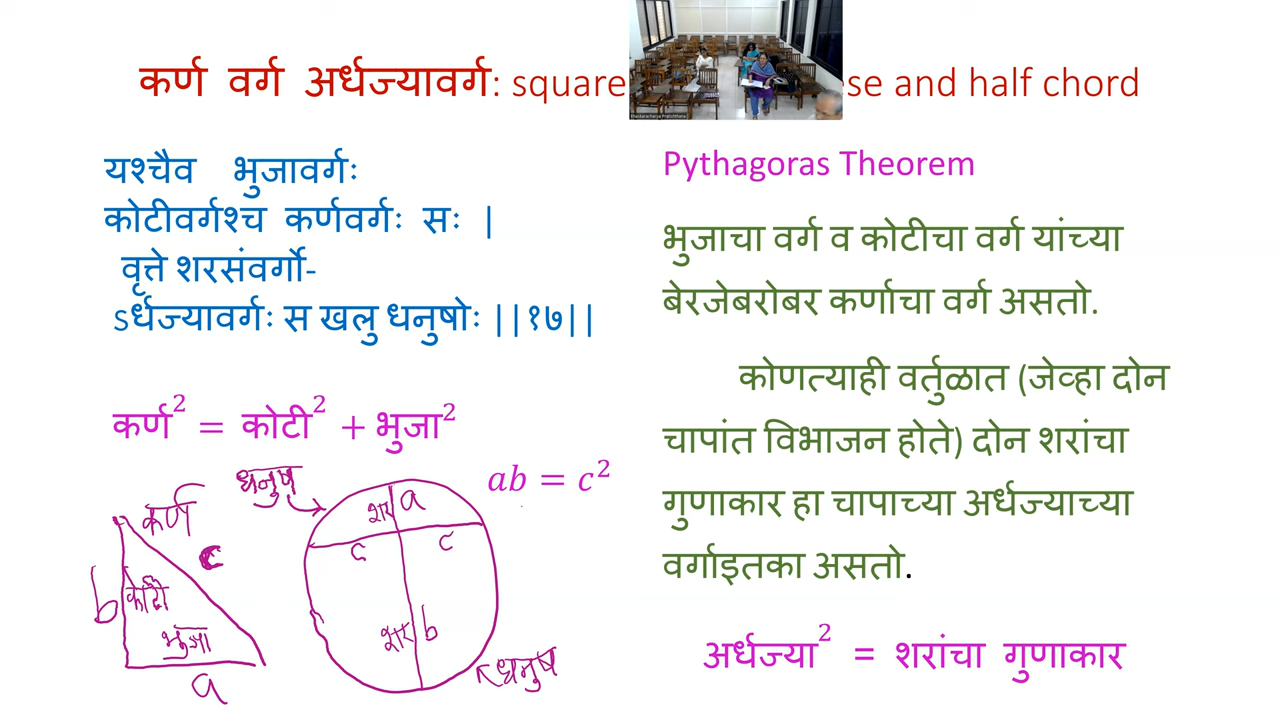 कर्ण वर्ग अर्धज्यावर्ग: square se and half chord
Bhaskaracharya Pratishthana
यश्चैव भुजावर्गः
कोटीवर्गश्च कर्णवर्गः सः |
वृत्ते शरसंवर्गो-
ऽर्धज्यावर्गः स खलु धनुषोः ||१७||
कर्ण² = कोटी² + भुजा²
ab = c²
धनुष
शर a
c c
शर b
धनुष
कर्ण
c
b कोटी
भुजा
a
Pythagoras Theorem
भुजाचा वर्ग व कोटीचा वर्ग यांच्या
बेरजेबरोबर कर्णाचा वर्ग असतो.
कोणत्याही वर्तुळात (जेव्हा दोन
चापांत विभाजन होते) दोन शरांचा
गुणाकार हा चापाच्या अर्धज्याच्या
वर्गाइतका असतो.
अर्धज्या² = शरांचा गुणाकार